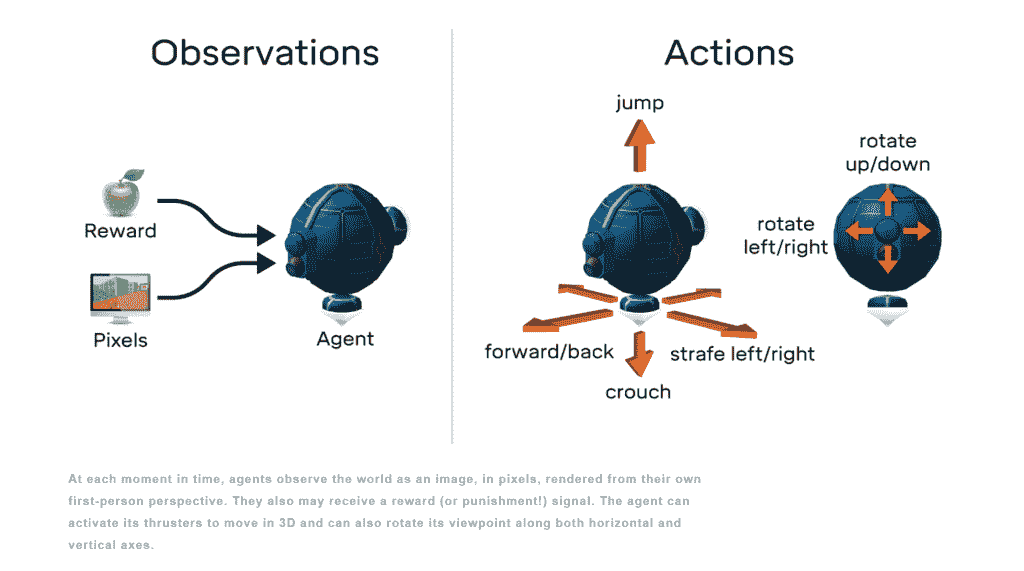 Observations
Reward
Pixels
Agent
Actions
jump
rotate
up/down
rotate
left/right
forward/back
strafe left/right
crouch
At each moment in time, agents observe the world as an image, in pixels, rendered from their own
first-person perspective. They also may receive a reward (or punishment!) signal. The agent can
activate its thrusters to move in 3D and can also rotate its viewpoint along both horizontal and
vertical axes.